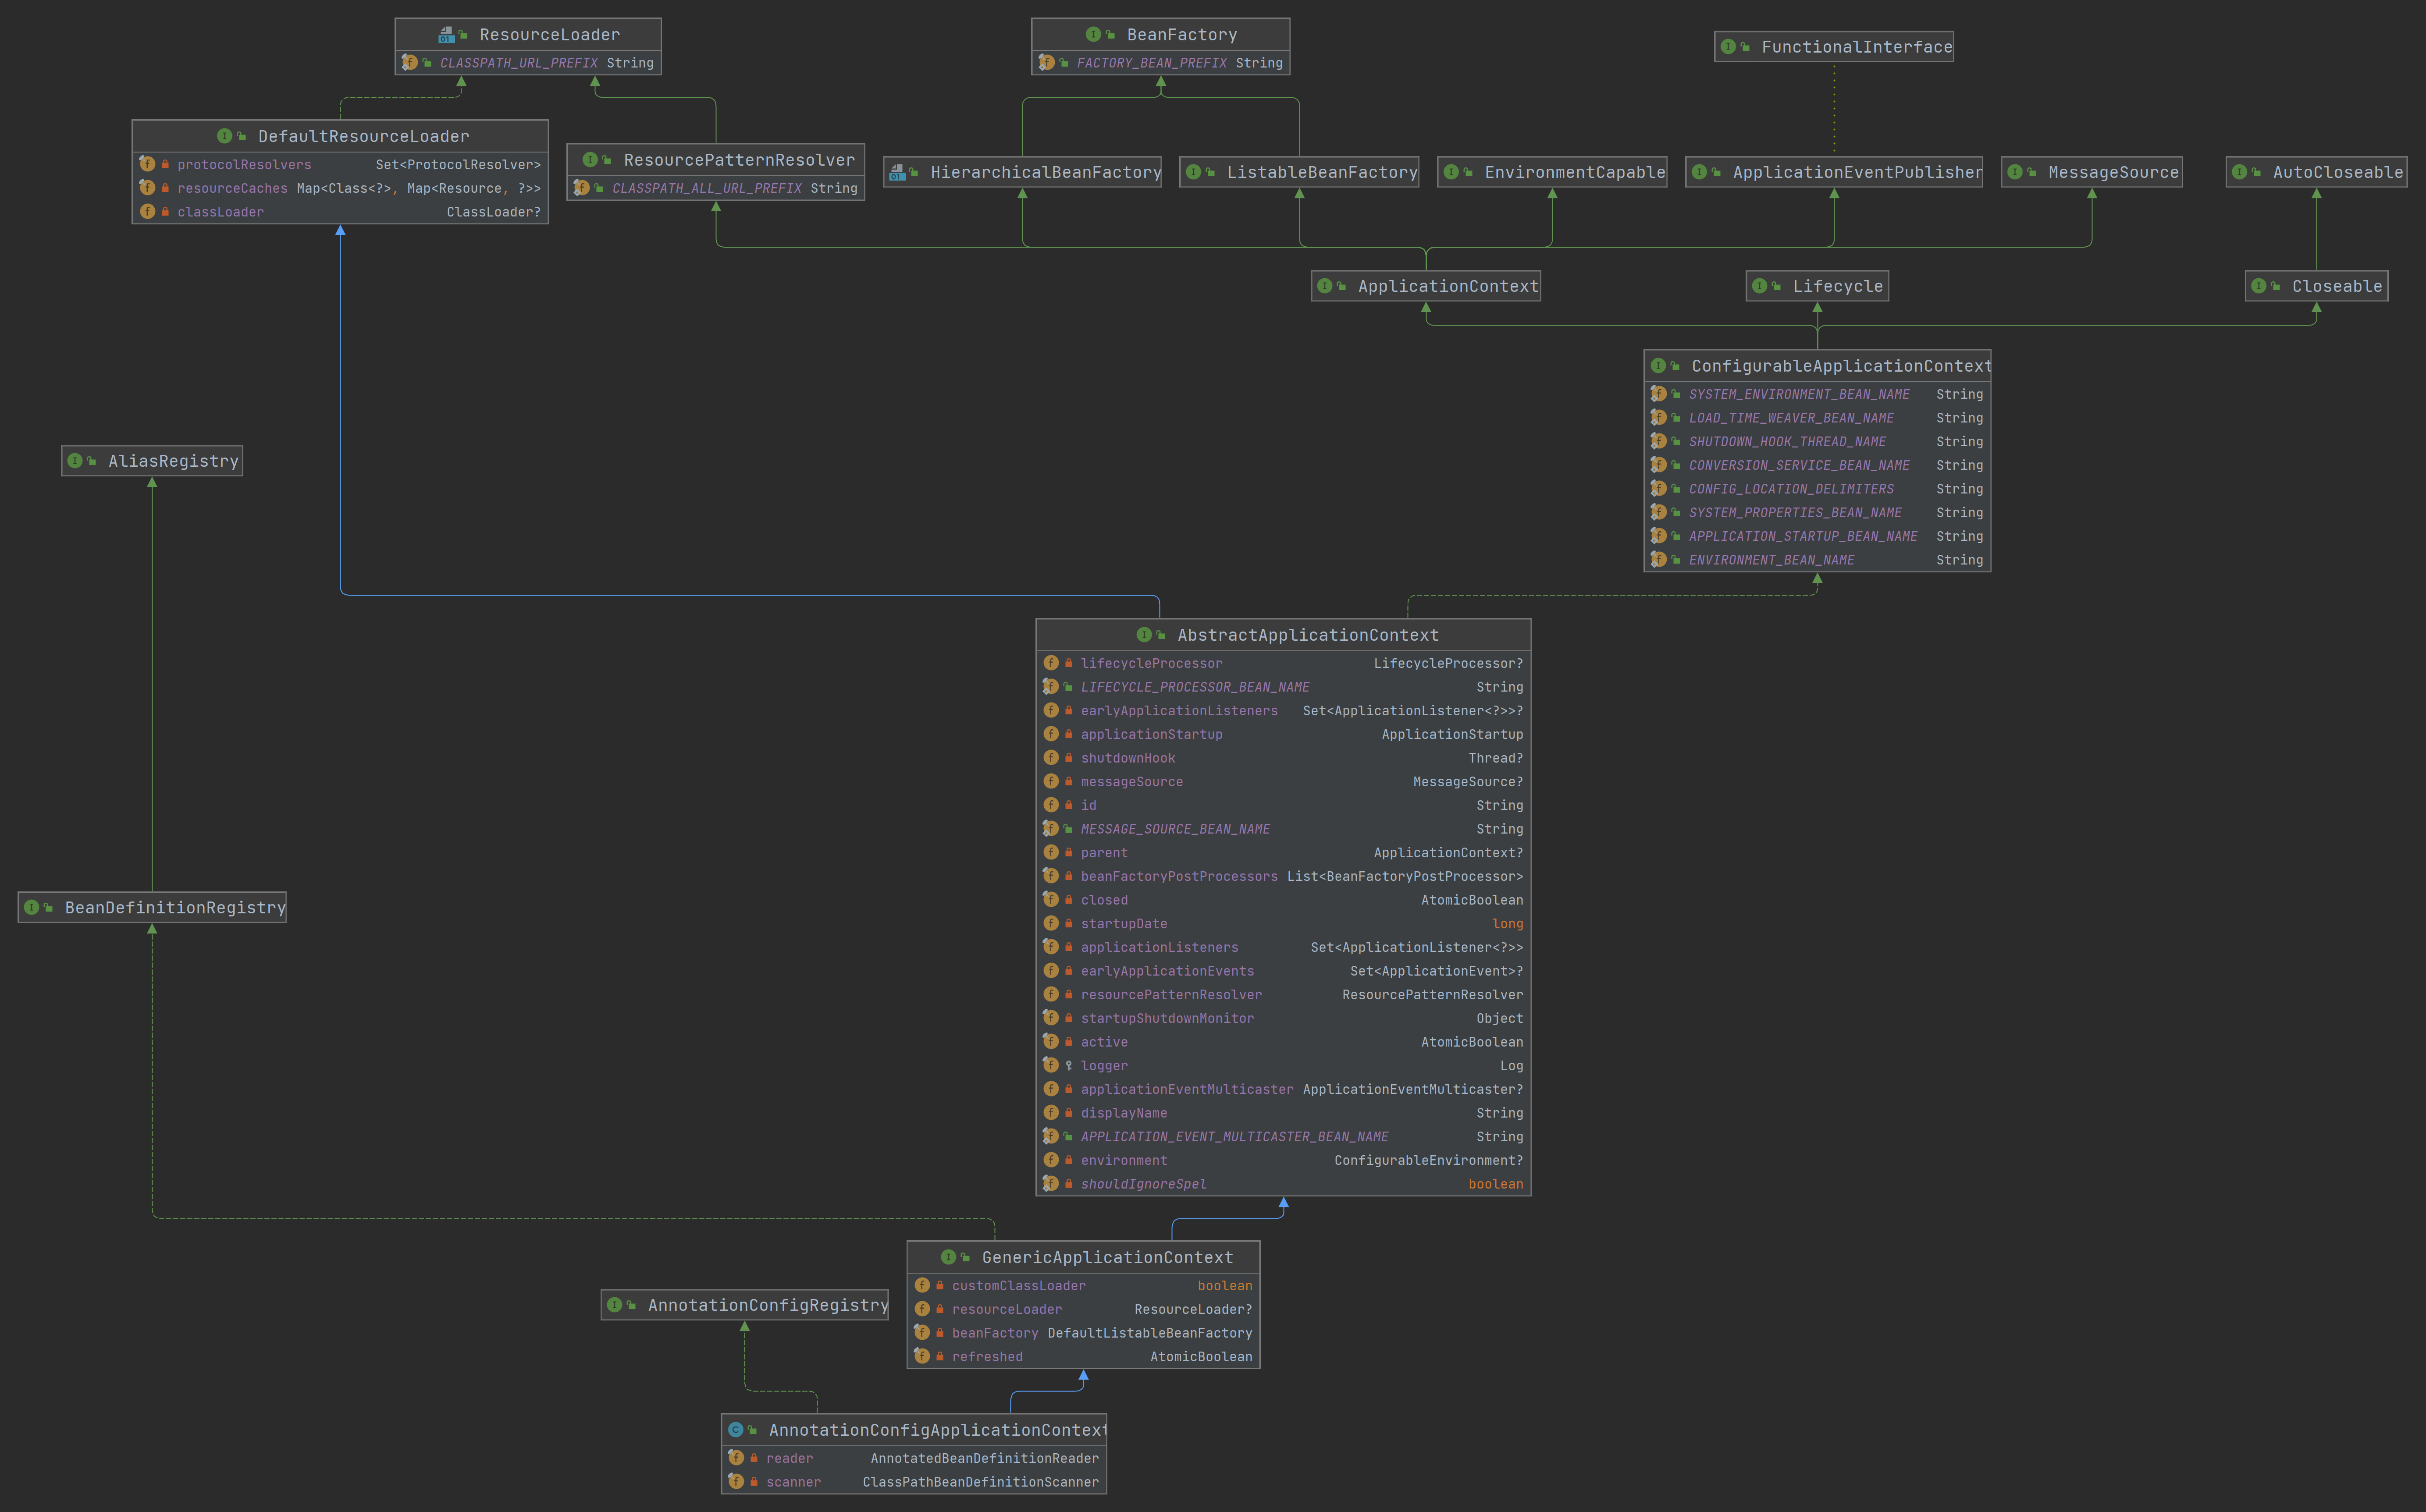 ResourceLoader
CLASSPATH_URL_PREFIX String
BeanFactory
FACTORY_BEAN_PREFIX String
FunctionalInterface
DefaultResourceLoader
protocolResolvers Set<ProtocolResolver>
resourceCaches Map<Class<?>, Map<Resource, ?>>
classLoader ClassLoader?
ResourcePatternResolver
CLASSPATH_ALL_URL_PREFIX String
HierarchicalBeanFactory
ListableBeanFactory
EnvironmentCapable
ApplicationEventPublisher
MessageSource
AutoCloseable
ApplicationContext
Lifecycle
Closeable
ConfigurableApplicationContext
SYSTEM_ENVIRONMENT_BEAN_NAME String
LOAD_TIME_WEAVER_BEAN_NAME String
SHUTDOWN_HOOK_THREAD_NAME String
CONVERSION_SERVICE_BEAN_NAME String
CONFIG_LOCATION_DELIMITERS String
SYSTEM_PROPERTIES_BEAN_NAME String
APPLICATION_STARTUP_BEAN_NAME String
ENVIRONMENT_BEAN_NAME String
AliasRegistry
AbstractApplicationContext
lifecycleProcessor LifecycleProcessor?
LIFECYCLE_PROCESSOR_BEAN_NAME String
earlyApplicationListeners Set<ApplicationListener<?>>?
applicationStartup ApplicationStartup
shutdownHook Thread?
messageSource MessageSource?
id String
MESSAGE_SOURCE_BEAN_NAME String
parent ApplicationContext?
beanFactoryPostProcessors List<BeanFactoryPostProcessor>
closed AtomicBoolean
startupDate long
applicationListeners Set<ApplicationListener<?>>
earlyApplicationEvents Set<ApplicationEvent>?
resourcePatternResolver ResourcePatternResolver
startupShutdownMonitor Object
active AtomicBoolean
logger Log
applicationEventMulticaster ApplicationEventMulticaster?
displayName String
APPLICATION_EVENT_MULTICASTER_BEAN_NAME String
environment ConfigurableEnvironment?
shouldIgnoreSpel boolean
BeanDefinitionRegistry
GenericApplicationContext
customClassLoader boolean
resourceLoader ResourceLoader?
beanFactory DefaultListableBeanFactory
refreshed AtomicBoolean
AnnotationConfigRegistry
AnnotationConfigApplicationContext
reader AnnotatedBeanDefinitionReader
scanner ClassPathBeanDefinitionScanner